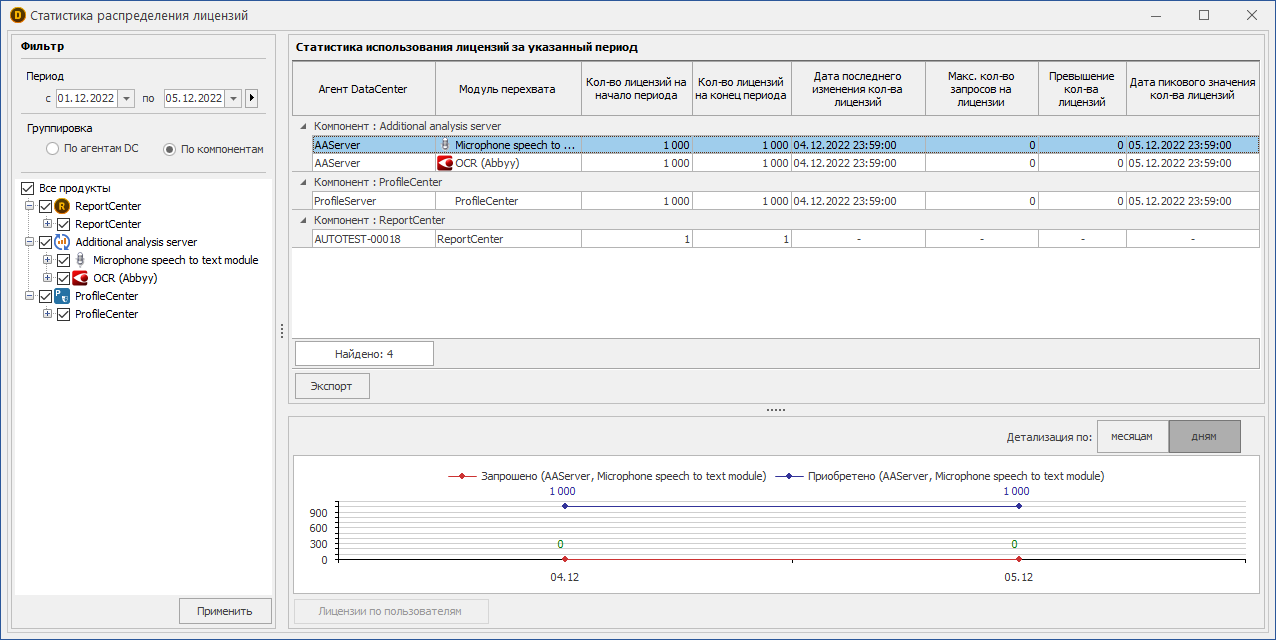 Статистика распределения лицензий
Фильтр
Период
с 01.12.2022 по 05.12.2022
Группировка
По агентам DC По компонентам
Все продукты
ReportCenter
ReportCenter
Additional analysis server
Microphone speech to text module
OCR (Abbyy)
ProfileCenter
ProfileCenter
Применить
Статистика использования лицензий за указанный период
Агент DataCenter Модуль перехвата Кол-во лицензий на начало периода Кол-во лицензий на конец периода Дата последнего изменения кол-ва лицензий Макс. кол-во запросов на лицензии Превышение кол-ва лицензий Дата пикового значения кол-ва лицензий
Компонент : Additional analysis server
AAServer Microphone speech to ... 1 000 1 000 04.12.2022 23:59:00 0 0 05.12.2022 23:59:00
AAServer OCR (Abbyy) 1 000 1 000 04.12.2022 23:59:00 0 0 05.12.2022 23:59:00
Компонент : ProfileCenter
ProfileServer ProfileCenter 1 000 1 000 04.12.2022 23:59:00 0 0 05.12.2022 23:59:00
Компонент : ReportCenter
AUTOTEST-00018 ReportCenter 1 1 - - - -
Найдено: 4
Экспорт
Детализация по: месяцам дням
Запрошено (AAServer, Microphone speech to text module) Приобретено (AAServer, Microphone speech to text module)
1 000 1 000
900
600
300 0 0
0
04.12 05.12
Лицензии по пользователям